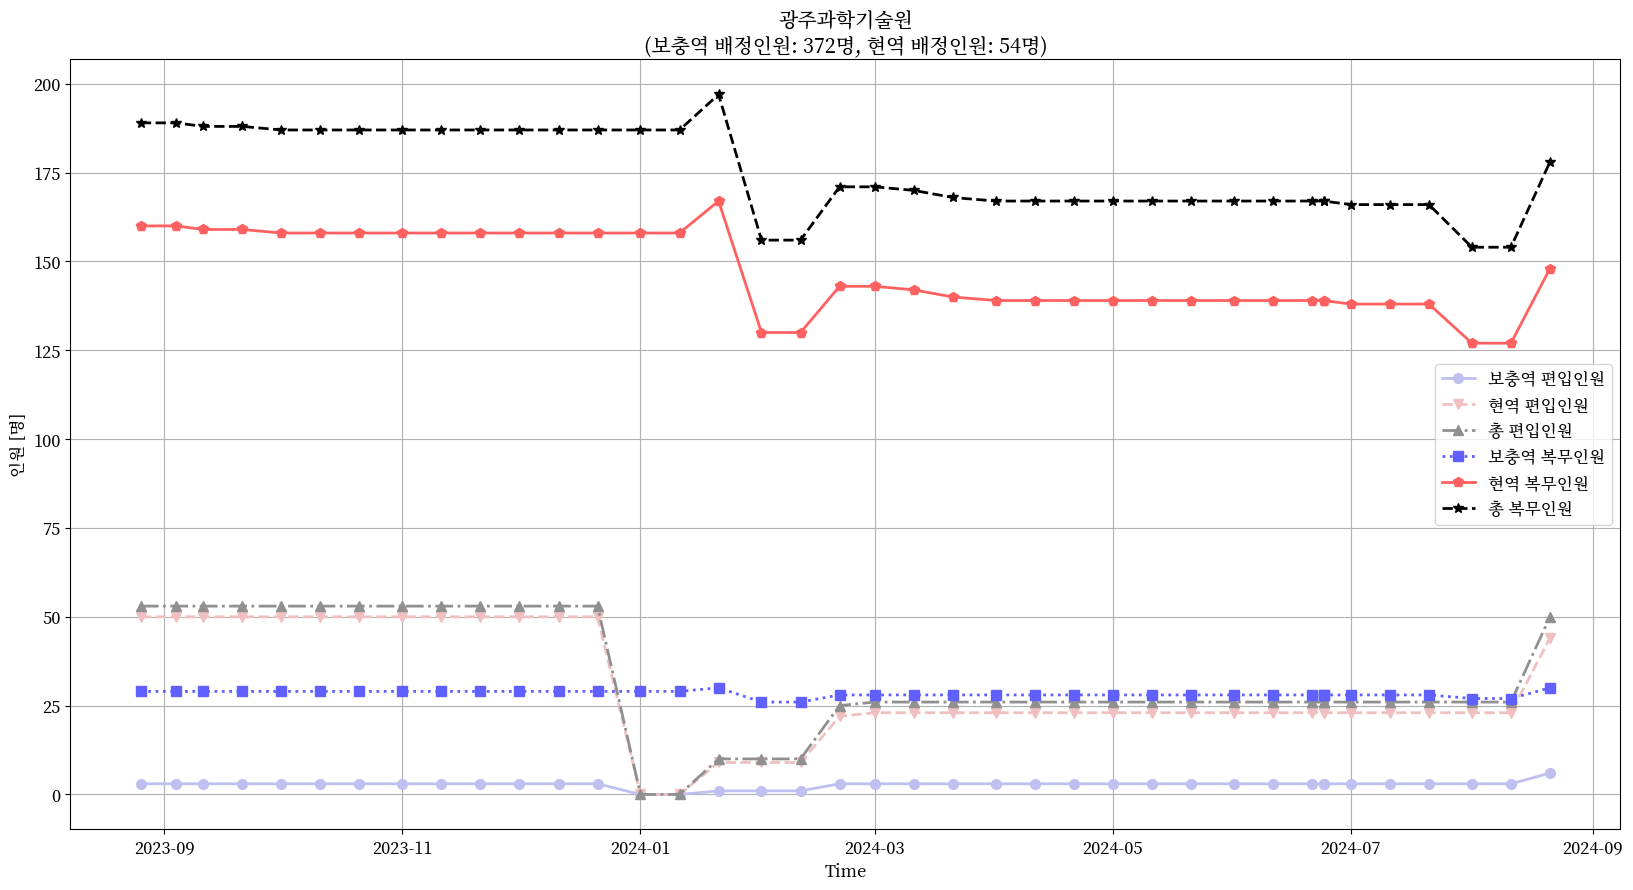 광주과학기술원
(보충역 배정인원: 372명, 현역 배정인원: 54명)
인원 [명]
200
175
150
125
100
75
50
25
0
보충역 편입인원
현역 편입인원
총 편입인원
보충역 복무인원
현역 복무인원
총 복무인원
2023-09
2023-11
2024-01
2024-03
2024-05
2024-07
2024-09
Time